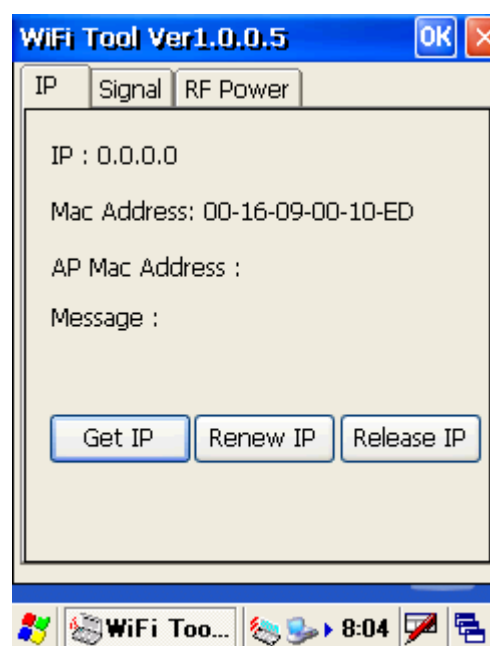 WiFi Tool Ver1.0.0.5 OK
IP Signal RF Power
IP : 0.0.0.0
Mac Address: 00-16-09-00-10-ED
AP Mac Address :
Message :
Get IP Renew IP Release IP
WiFi Too... 8:04